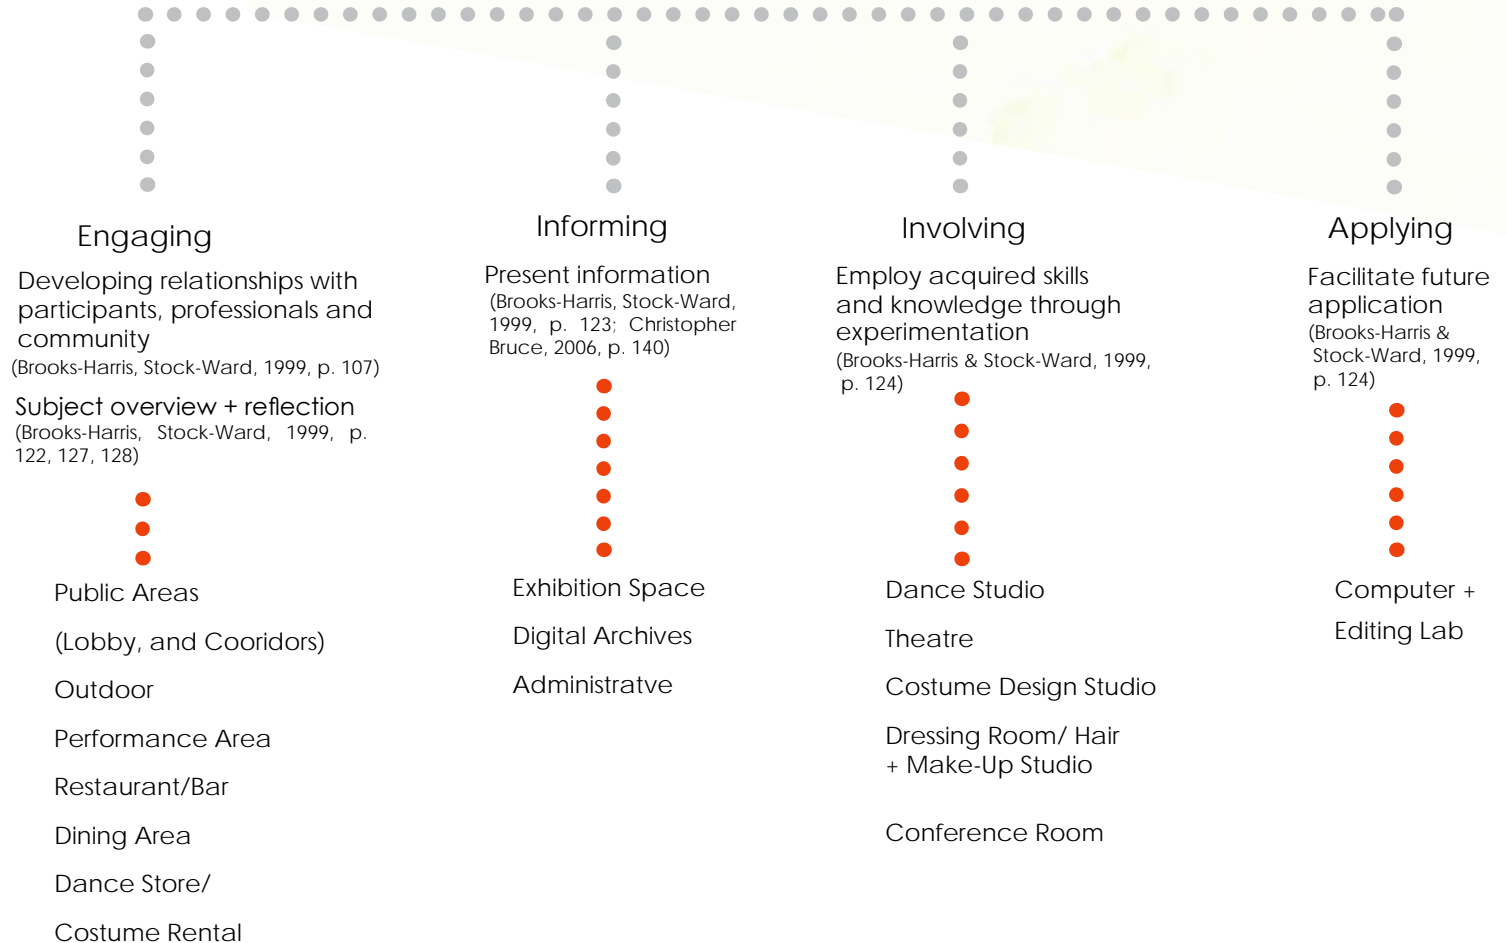 Engaging
Developing relationships with
participants, professionals and
community
(Brooks-Harris, Stock-Ward, 1999, p. 107)
Subject overview + reflection
(Brooks-Harris, Stock-Ward, 1999, p.
122, 127, 128)
Public Areas
(Lobby, and Cooridors)
Outdoor
Performance Area
Restaurant/Bar
Dining Area
Dance Store/
Costume Rental
Informing
Present information
(Brooks-Harris, Stock-Ward,
1999, p. 123; Christopher
Bruce, 2006, p. 140)
Exhibition Space
Digital Archives
Administratve
Involving
Employ acquired skills
and knowledge through
experimentation
(Brooks-Harris & Stock-Ward, 1999,
p. 124)
Dance Studio
Theatre
Costume Design Studio
Dressing Room/ Hair
+ Make-Up Studio
Conference Room
Applying
Facilitate future
application
(Brooks-Harris &
Stock-Ward, 1999,
p. 124)
Computer +
Editing Lab